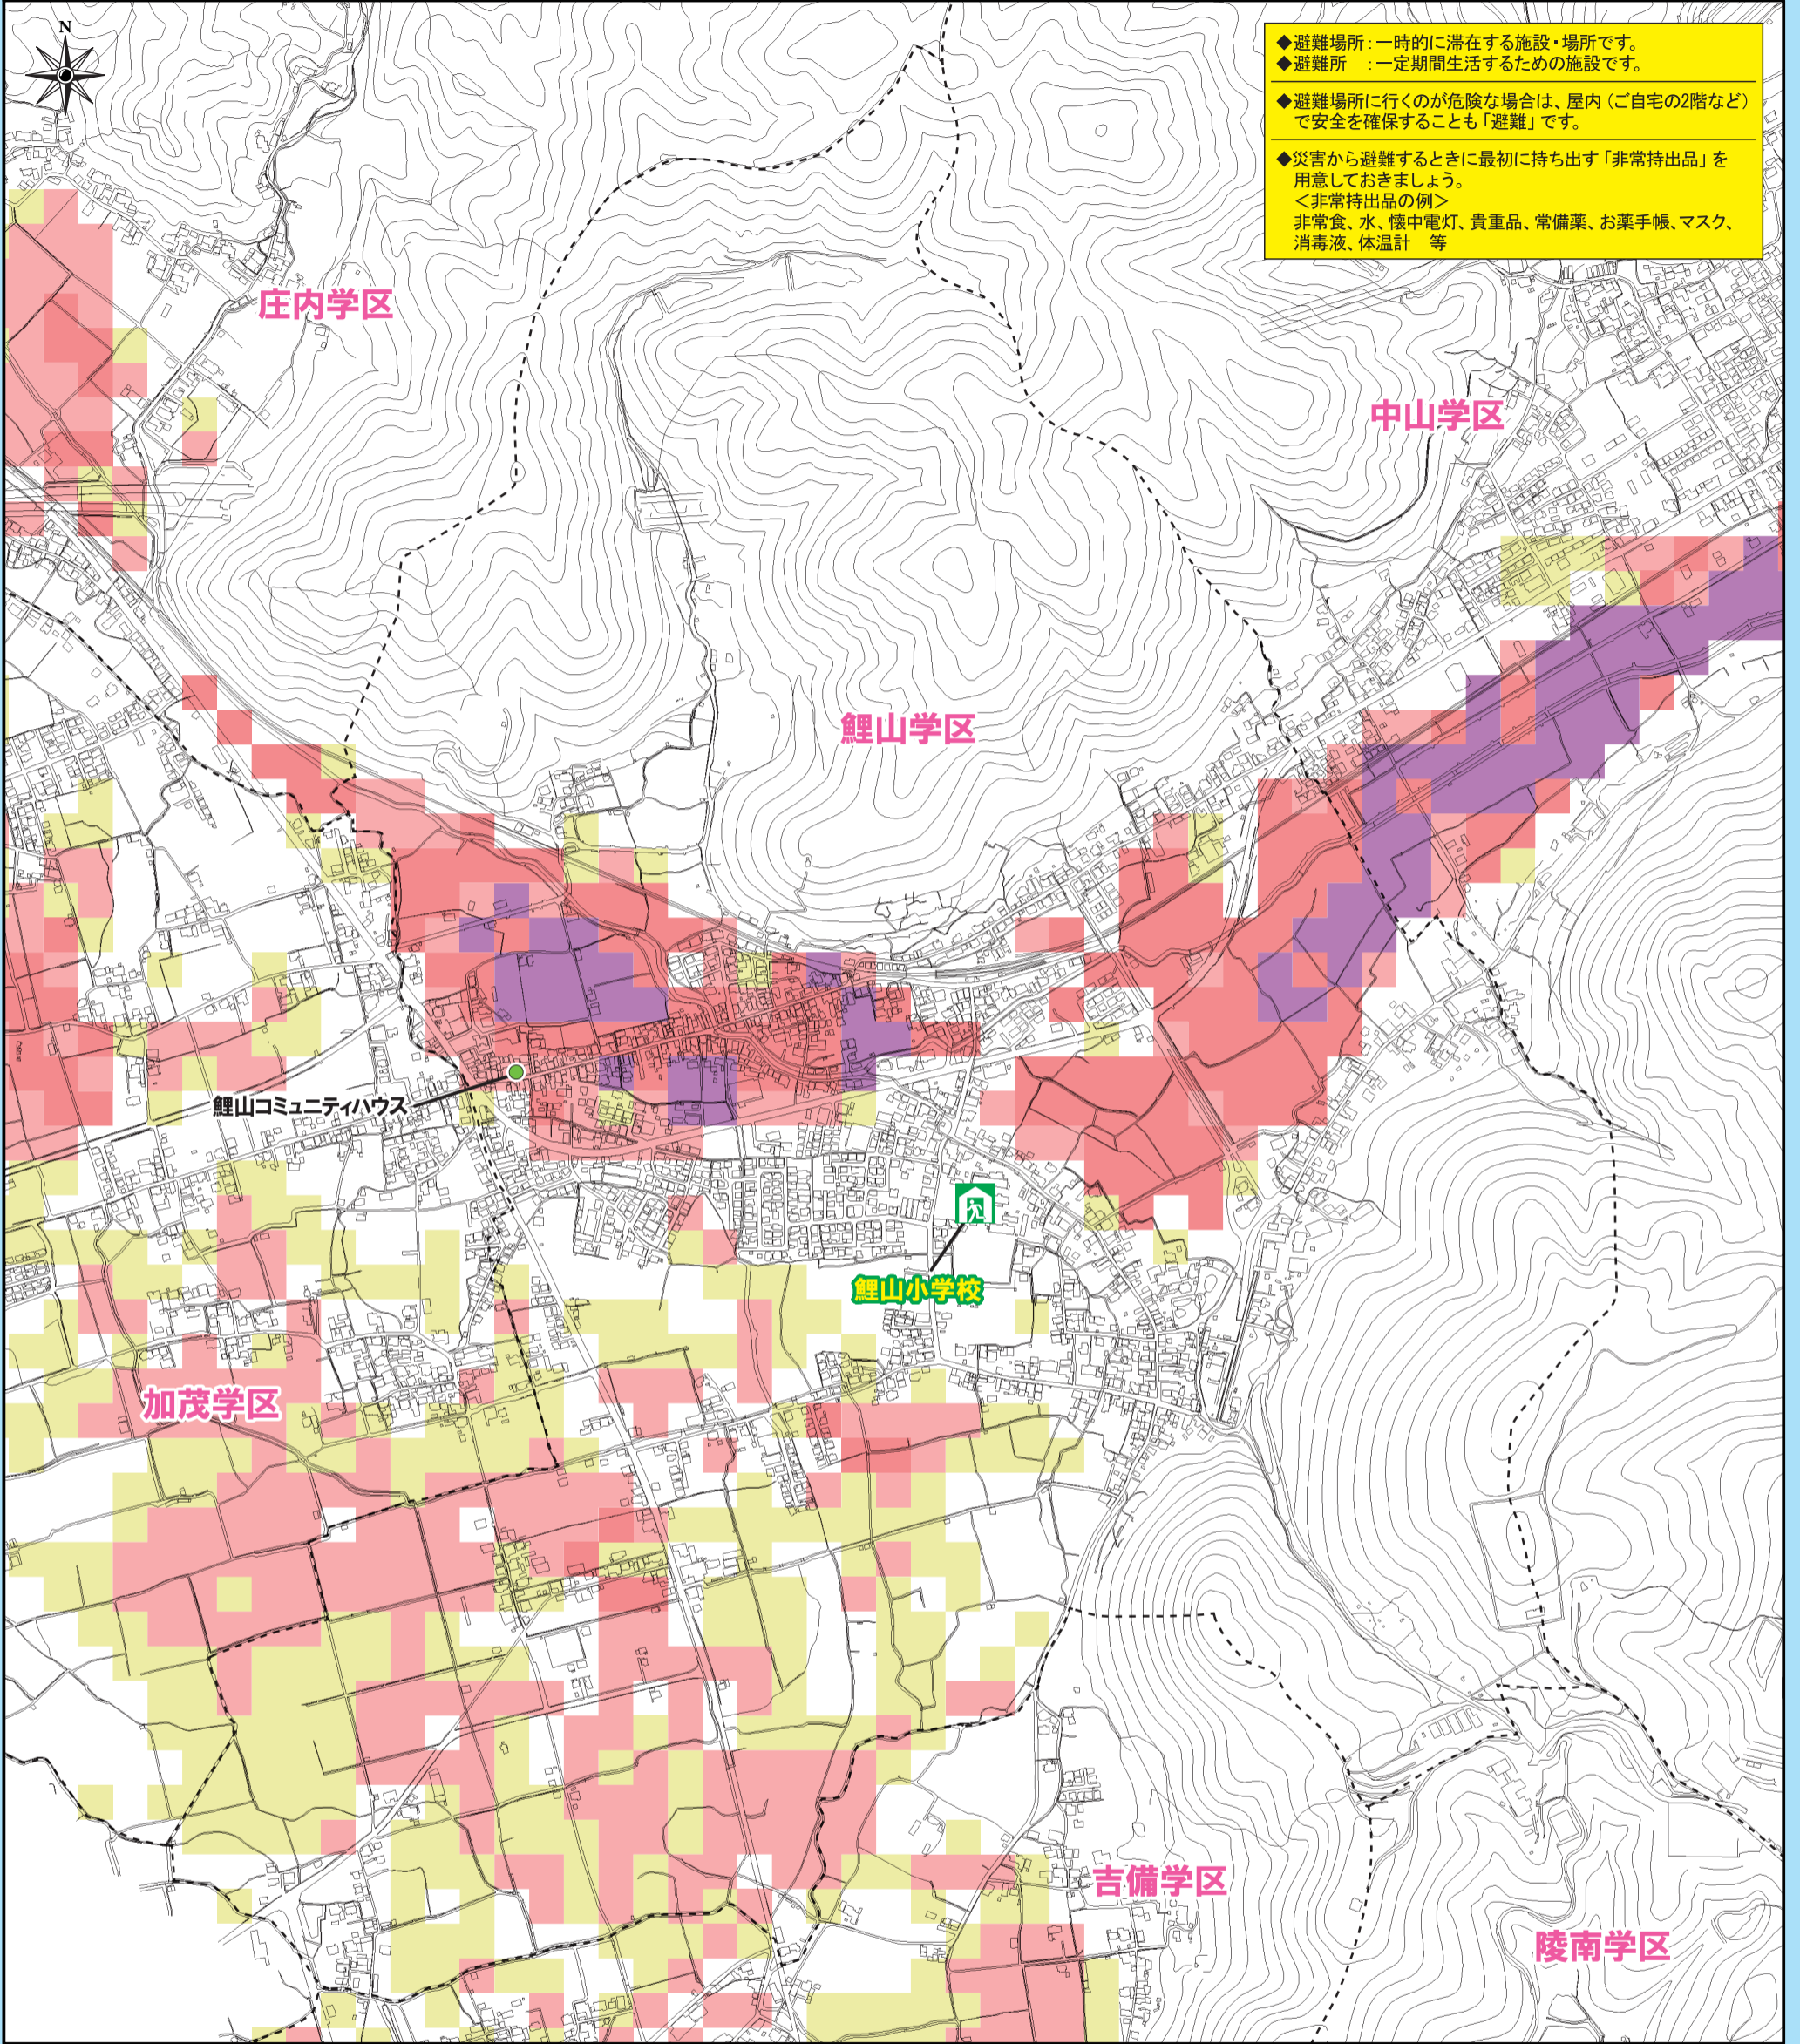 N
◆避難場所：一時的に滞在する施設・場所です。
◆避難所　：一定期間生活するための施設です。
◆避難場所に行くのが危険な場合は、屋内（ご自宅の2階など）
で安全を確保することも「避難」です。
◆災害から避難するときに最初に持ち出す「非常持出品」を
用意しておきましょう。
＜非常持出品の例＞
非常食、水、懐中電灯、貴重品、常備薬、お薬手帳、マスク、
消毒液、体温計　等
庄内学区
中山学区
鯉山学区
鯉山コミュニティハウス
鯉山小学校
加茂学区
吉備学区
陵南学区